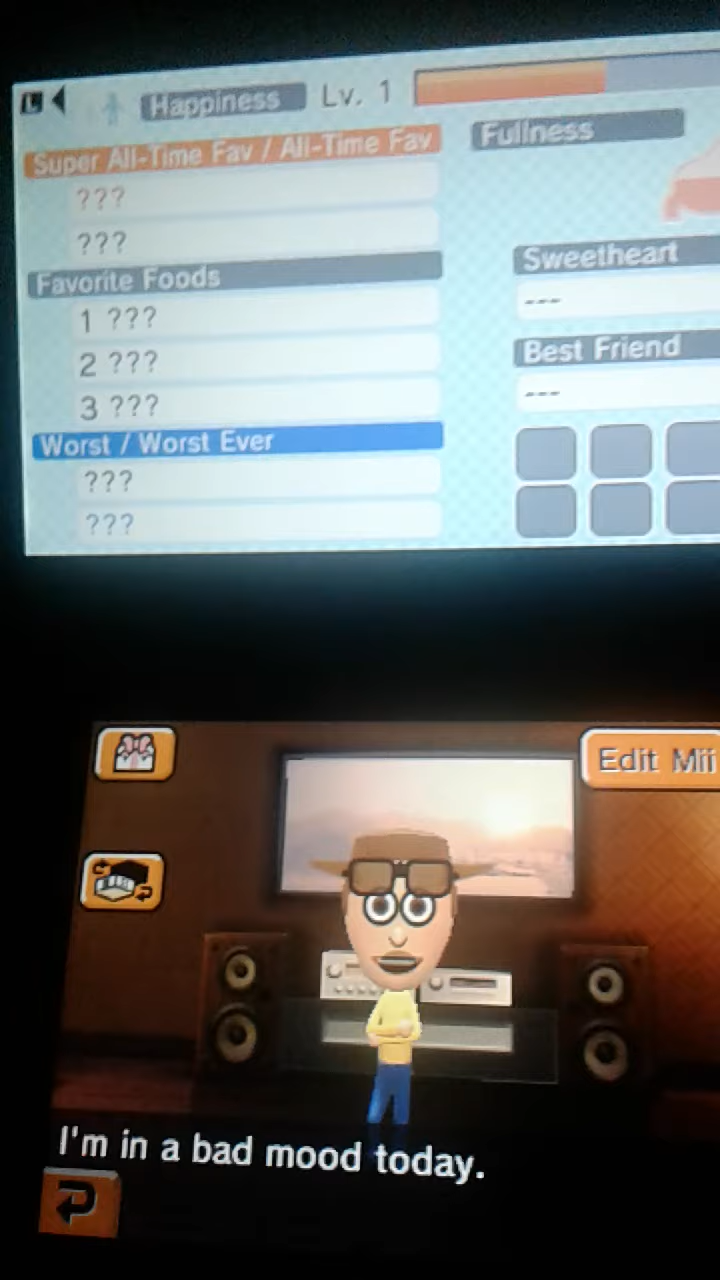 L Happiness Lv. 1
Super All-Time Fav / All-Time Fav
???
???
Favorite Foods
1 ???
2 ???
3 ???
Worst / Worst Ever
???
???
Fullness
Sweetheart
---
Best Friend
---
Edit Mii
I'm in a bad mood today.